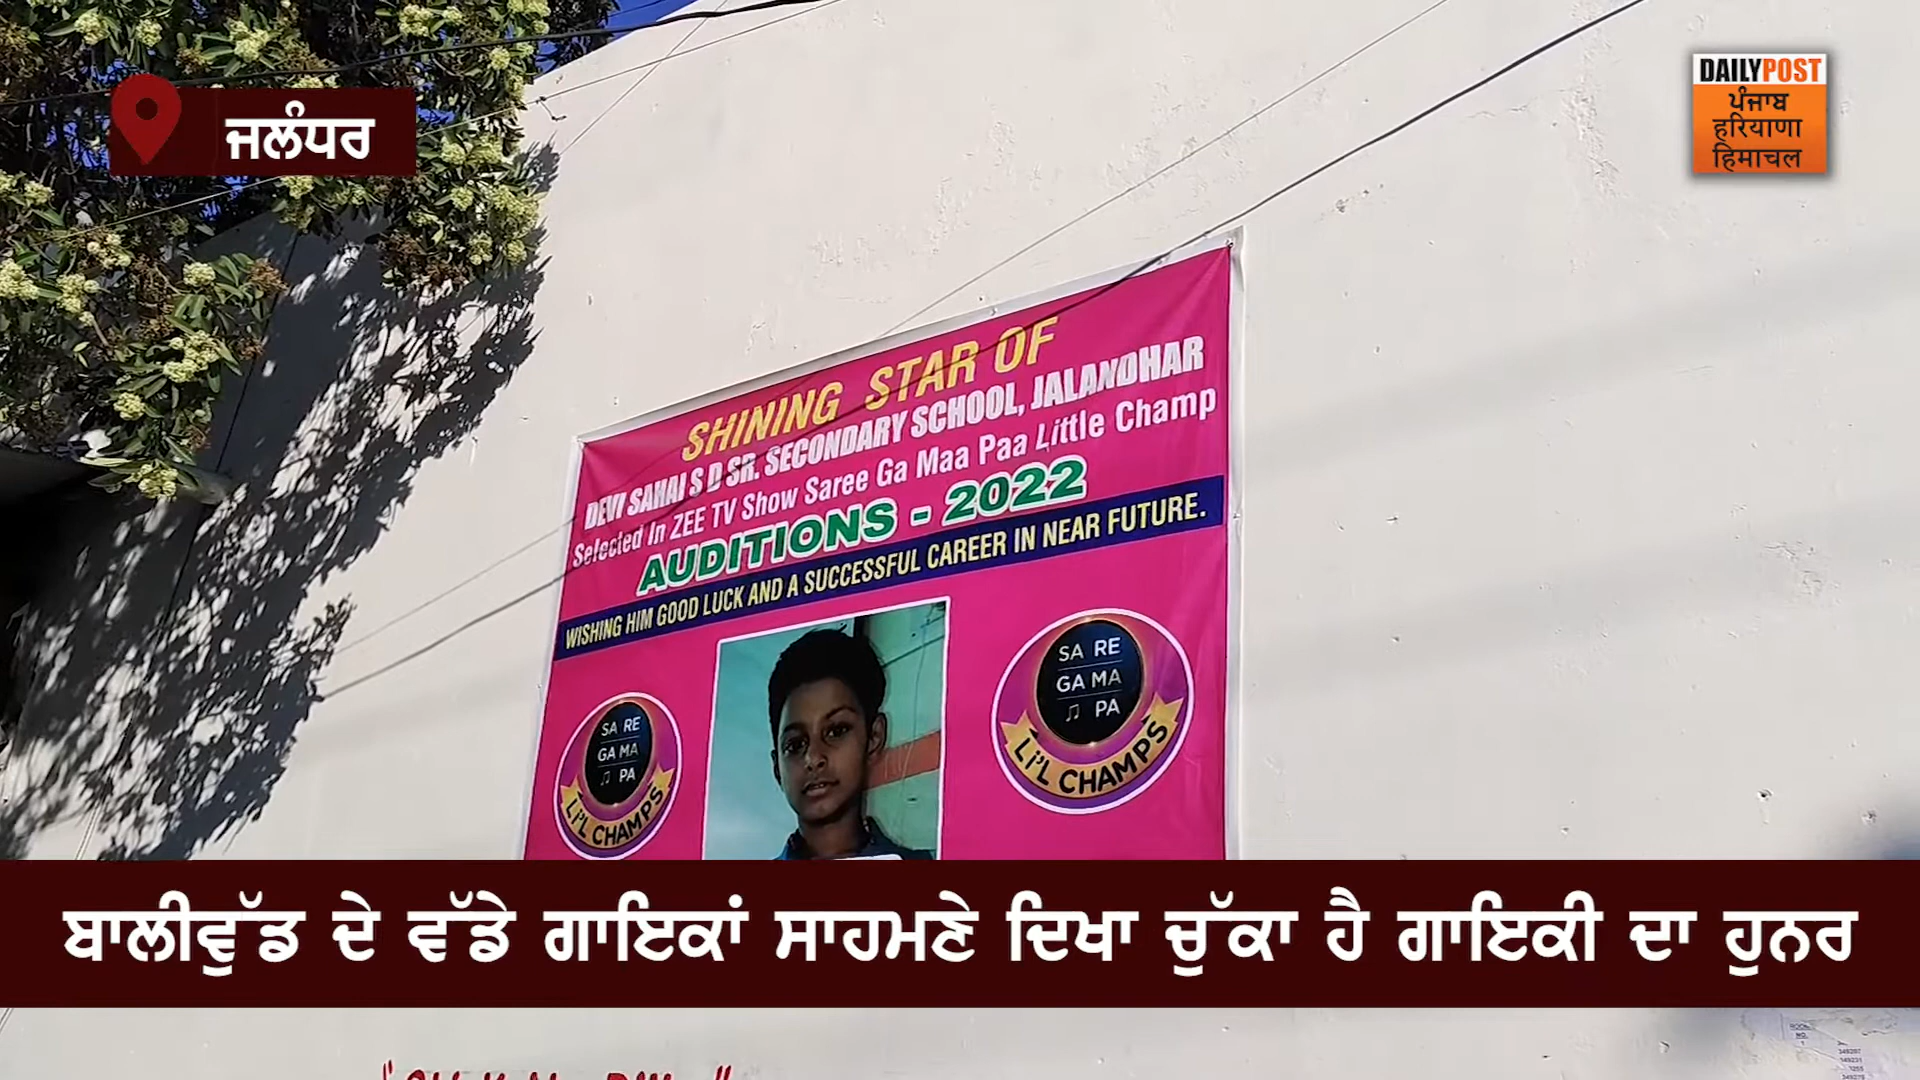 ਜਲੰਧਰ
DAILYPOST
ਪੰਜਾਬ
हरियाणा
हिमाचल
SHINING STAR OF
DEVI SAHAI S D SR. SECONDARY SCHOOL, JALANDHAR
Selected In ZEE TV Show Saree Ga Maa Paa Little Champ
AUDITIONS - 2022
WISHING HIM GOOD LUCK AND A SUCCESSFUL CAREER IN NEAR FUTURE.
SA RE
GA MA
PA
Li'L CHAMPS
SA RE
GA MA
PA
Li'L CHAMPS
ਬਾਲੀਵੁੱਡ ਦੇ ਵੱਡੇ ਗਾਇਕਾਂ ਸਾਹਮਣੇ ਦਿਖਾ ਚੁੱਕਾ ਹੈ ਗਾਇਕੀ ਦਾ ਹੁਨਰ